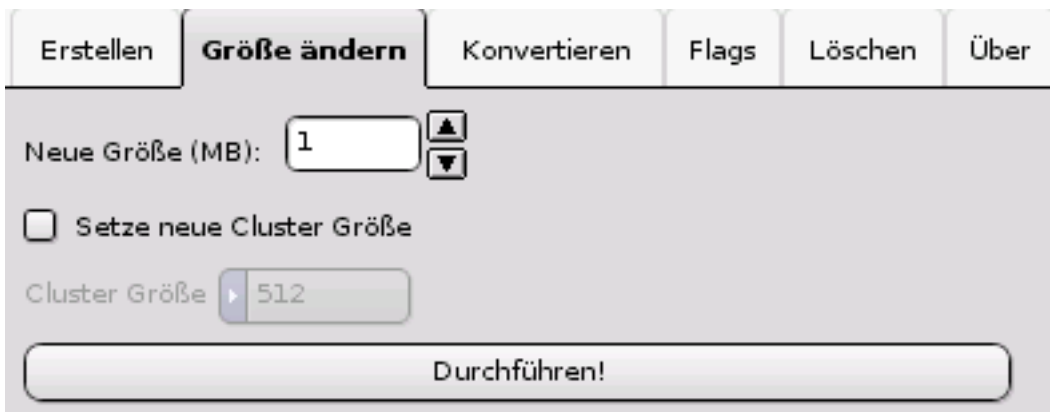 Erstellen Größe ändern Konvertieren Flags Löschen Über
Neue Größe (MB): 1
Setze neue Cluster Größe
Cluster Größe 512
Durchführen!